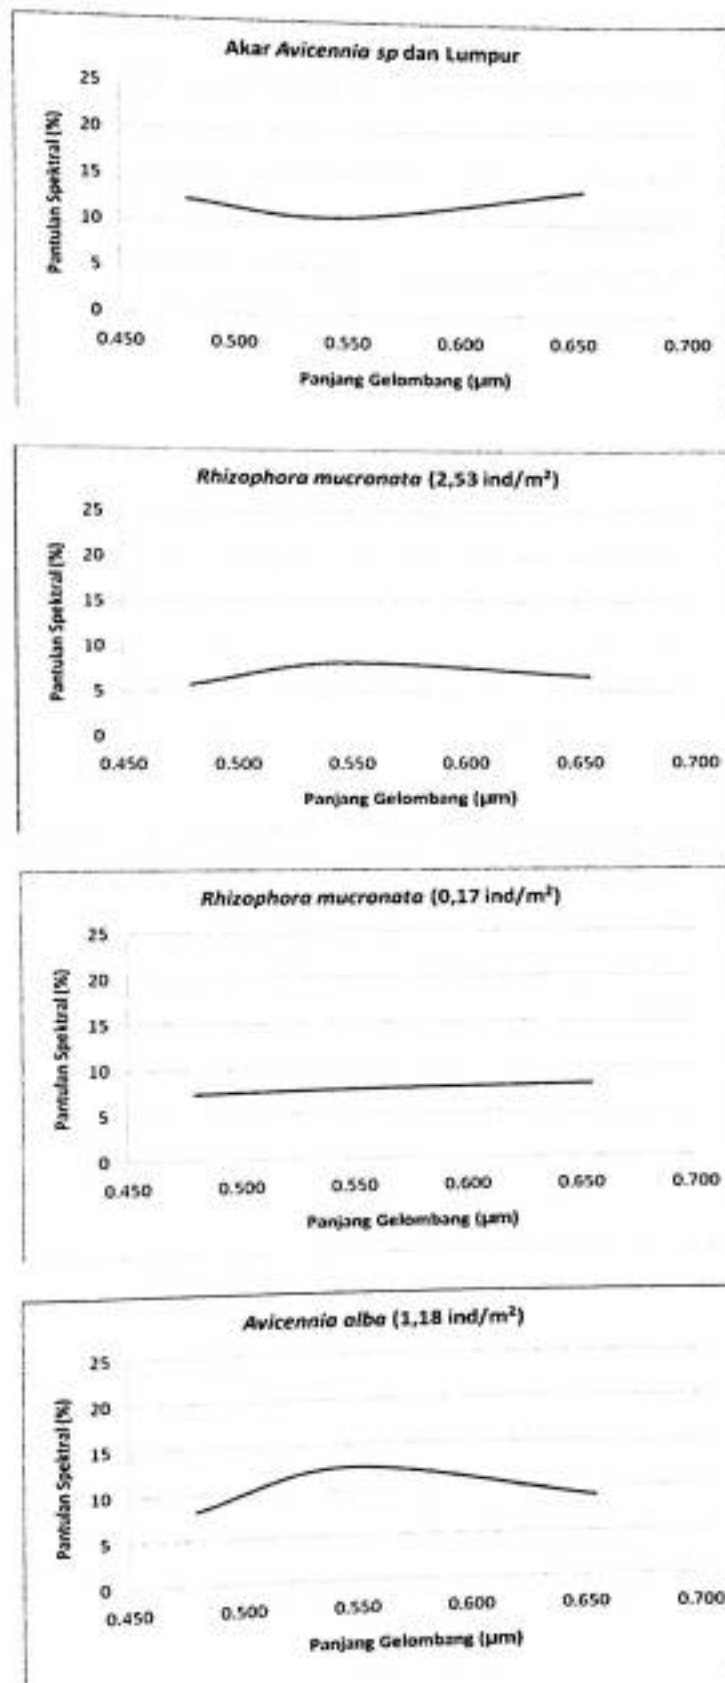 Akar Avicennia sp dan Lumpur
25
20
15
10
5
0
Pantulan Spektral (%)
0.450 0.500 0.550 0.600 0.650 0.700
Panjang Gelombang (µm)
Rhizophora mucronata (2,53 ind/m²)
25
20
15
10
5
0
Pantulan Spektral (%)
0.450 0.500 0.550 0.600 0.650 0.700
Panjang Gelombang (µm)
Rhizophora mucronata (0,17 ind/m²)
25
20
15
10
5
0
Pantulan Spektral (%)
0.450 0.500 0.550 0.600 0.650 0.700
Panjang Gelombang (µm)
Avicennia alba (1,18 ind/m²)
25
20
15
10
5
0
Pantulan Spektral (%)
0.450 0.500 0.550 0.600 0.650 0.700
Panjang Gelombang (µm)